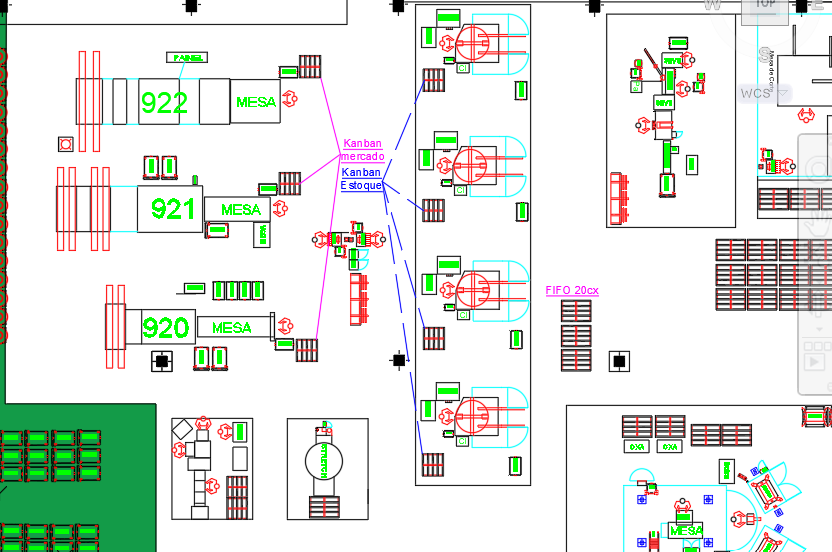 W
TOP
E
S
WCS
PAINEL
922
MESA
Kanban
mercado
Kanban
Estoque
921
MESA
FIFO 20cx
920
MESA
MESA